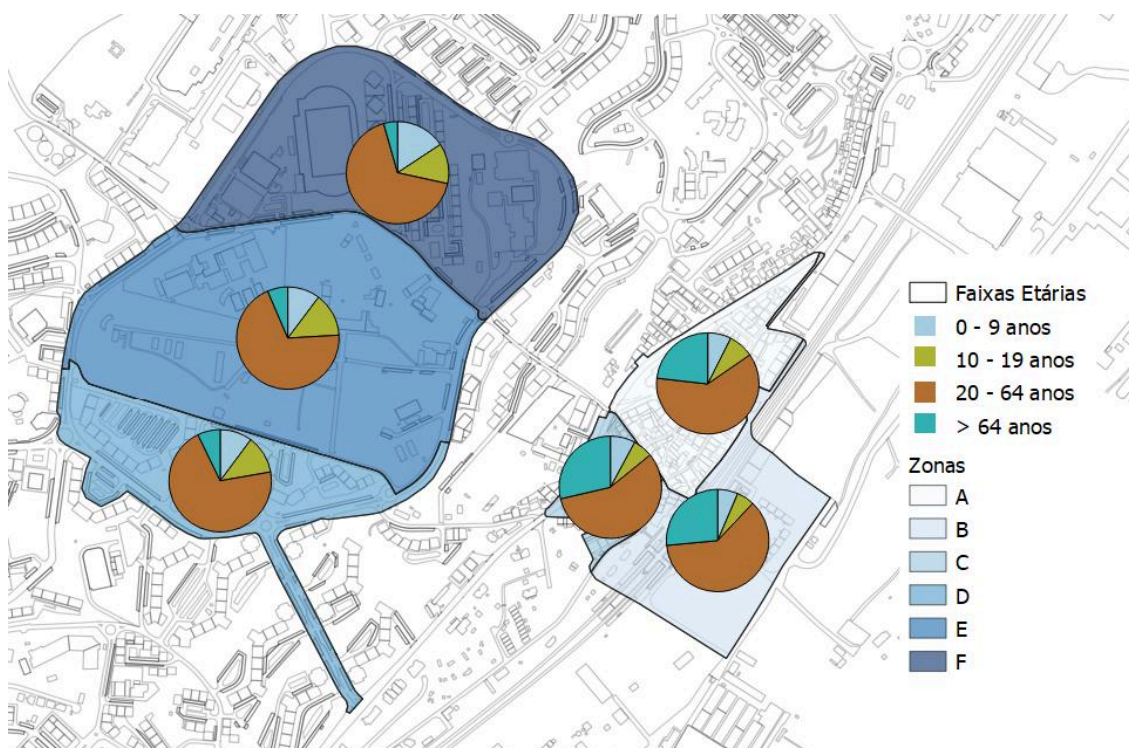 Faixas Etárias
0 - 9 anos
10 - 19 anos
20 - 64 anos
> 64 anos
Zonas
A
B
C
D
E
F